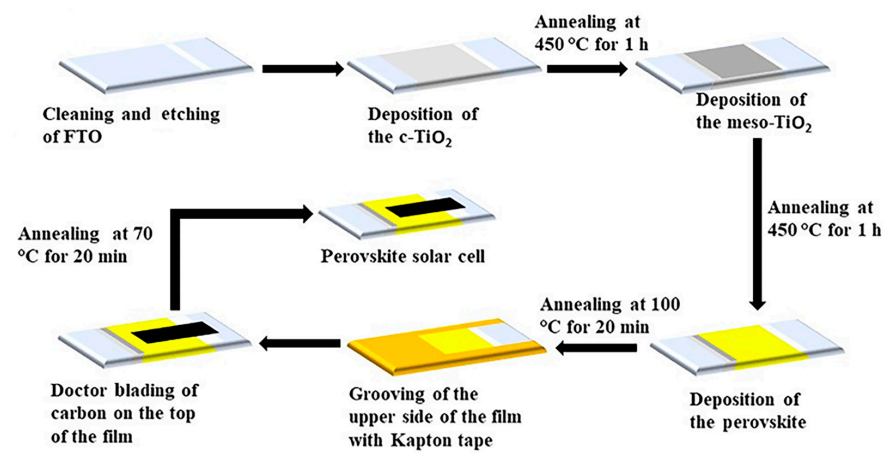 Cleaning and etching
of FTO
Deposition of
the c-TiO₂
Annealing at
450 °C for 1 h
Deposition of
the meso-TiO₂
Annealing at
450 °C for 1 h
Deposition of
the perovskite
Annealing at 100
°C for 20 min
Grooving of the
upper side of the film
with Kapton tape
Doctor blading of
carbon on the top
of the film
Annealing at 70
°C for 20 min
Perovskite solar cell